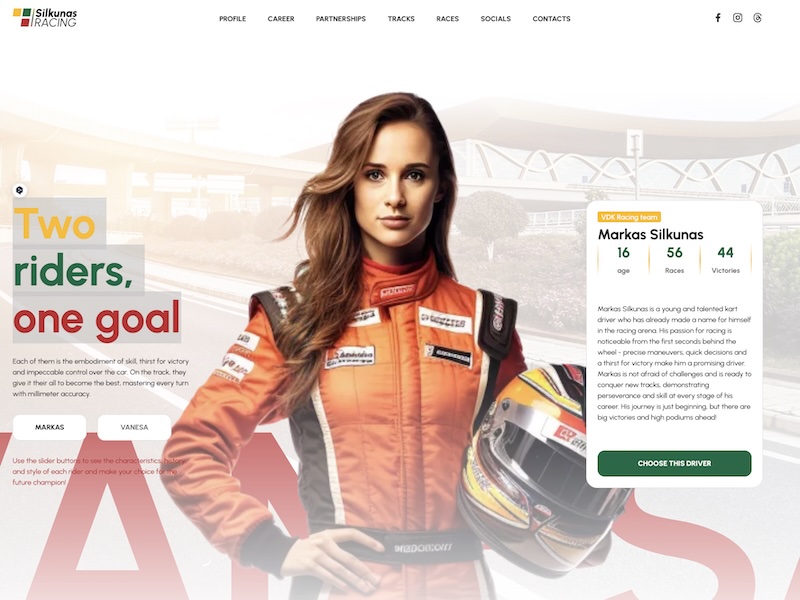 Silkunas
RACING
PROFILE
CAREER
PARTNERSHIPS
TRACKS
RACES
SOCIALS
CONTACTS
Two
riders,
one goal
Each of them is the embodiment of skill, thirst for victory
and impeccable control over the car. On the track, they
give it their all to become the best, mastering every turn
with millimeter accuracy.
MARKAS
VANESA
Use the slider buttons to see the characteristics, history
and style of each rider and make your choice for the
future champion!
VDK Racing team
Markas Silkunas
16
56
44
age
Races
Victories
Markas Silkunas is a young and talented kart
driver who has already made a name for himself
in the racing arena. His passion for racing is
noticeable from the first seconds behind the
wheel - precise maneuvers, quick decisions and
a thirst for victory make him a promising driver.
Markas is not afraid of challenges and is ready to
conquer new tracks, demonstrating
perseverance and skill at every stage of his
career. His journey is just beginning, but there are
big victories and high podiums ahead!
CHOOSE THIS DRIVER